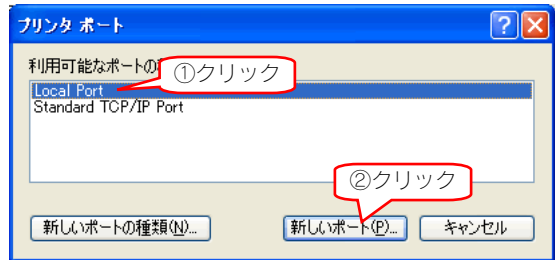 プリンタ ポート
利用可能なポートの
①クリック
Local Port
Standard TCP/IP Port
②クリック
新しいポートの種類(N)...
新しいポート(P)...
キャンセル